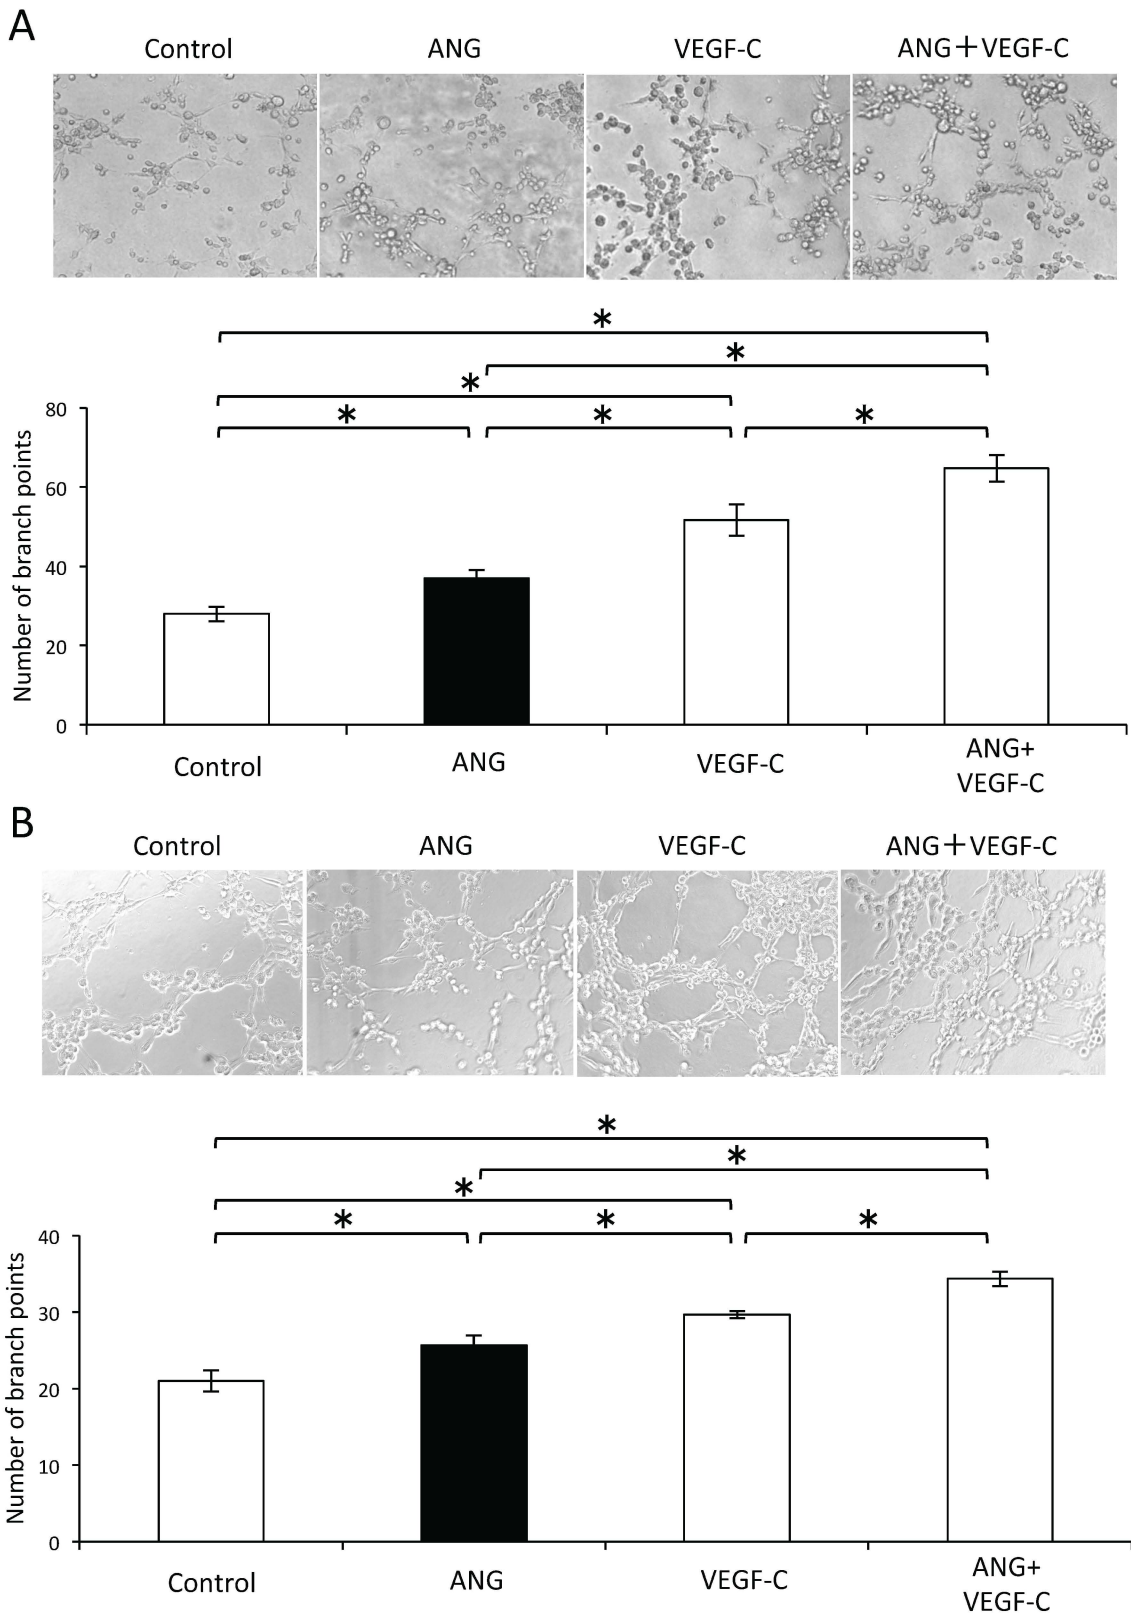 A
Control
ANG
VEGF-C
ANG+VEGF-C
*
*
*
*
*
*
80
60
40
20
0
Number of branch points
Control
ANG
VEGF-C
ANG+
VEGF-C
B
Control
ANG
VEGF-C
ANG+VEGF-C
*
*
*
*
*
*
40
30
20
10
0
Number of branch points
Control
ANG
VEGF-C
ANG+
VEGF-C